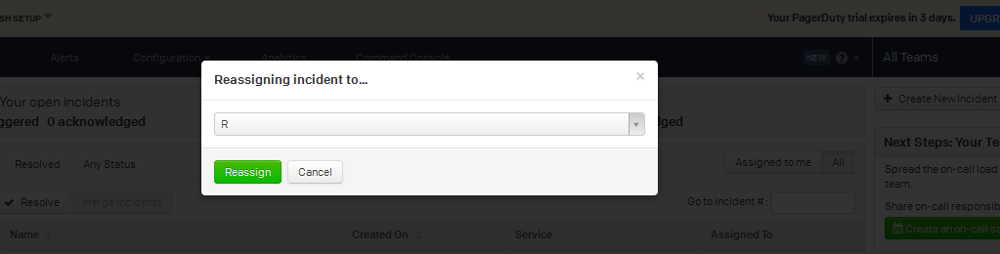 SH SETUP
Your PagerDuty trial expires in 3 days.
UPGR
Alerts
Configuration
Analytics
Command Console
NEW
?
All Teams
Reassigning incident to...
×
Your open incidents
ggered 0 acknowledged
dged
+ Create New Incident
R
Next Steps: Your Te
Resolved
Any Status
Assigned to me
All
Spread the on-call load
team.
Reassign
Cancel
Resolve
Merge Incidents
Go to incident #:
Share on-call responsib
Create an on-call sc
Name
Created On
Service
Assigned To